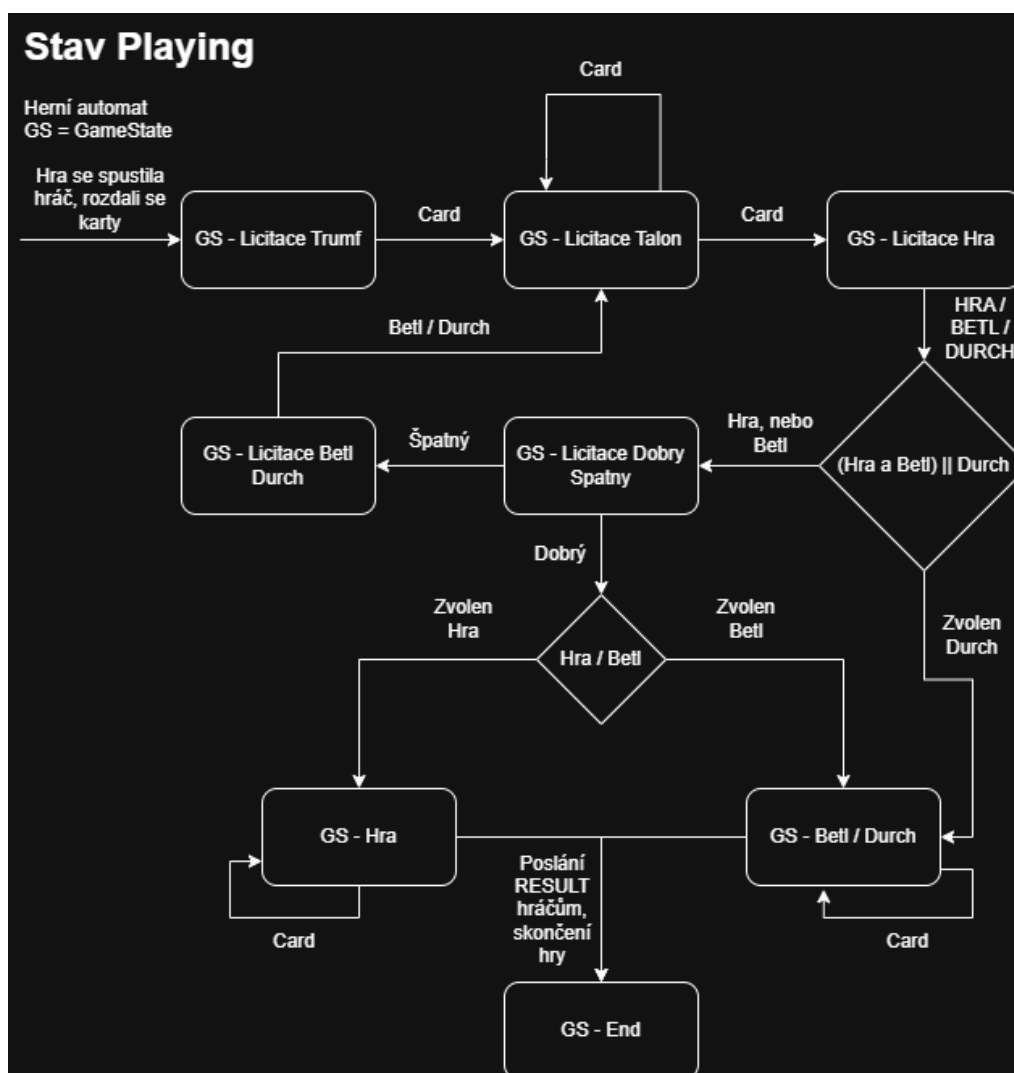 Stav Playing
Herní automat
GS = GameState
Card
Hra se spustila
hráč, rozdali se
karty
GS - Licitace Trumf
Card
GS - Licitace Talon
Card
GS - Licitace Hra
Betl / Durch
HRA /
BETL /
DURCH
GS - Licitace Betl
Durch
Špatný
GS - Licitace Dobry
Spatny
Hra, nebo
Betl
(Hra a Betl) || Durch
Dobrý
Zvolen
Hra
Hra / Betl
Zvolen
Betl
Zvolen
Durch
GS - Hra
GS - Betl / Durch
Card
Poslání
RESULT
hráčům,
skončení
hry
Card
GS - End